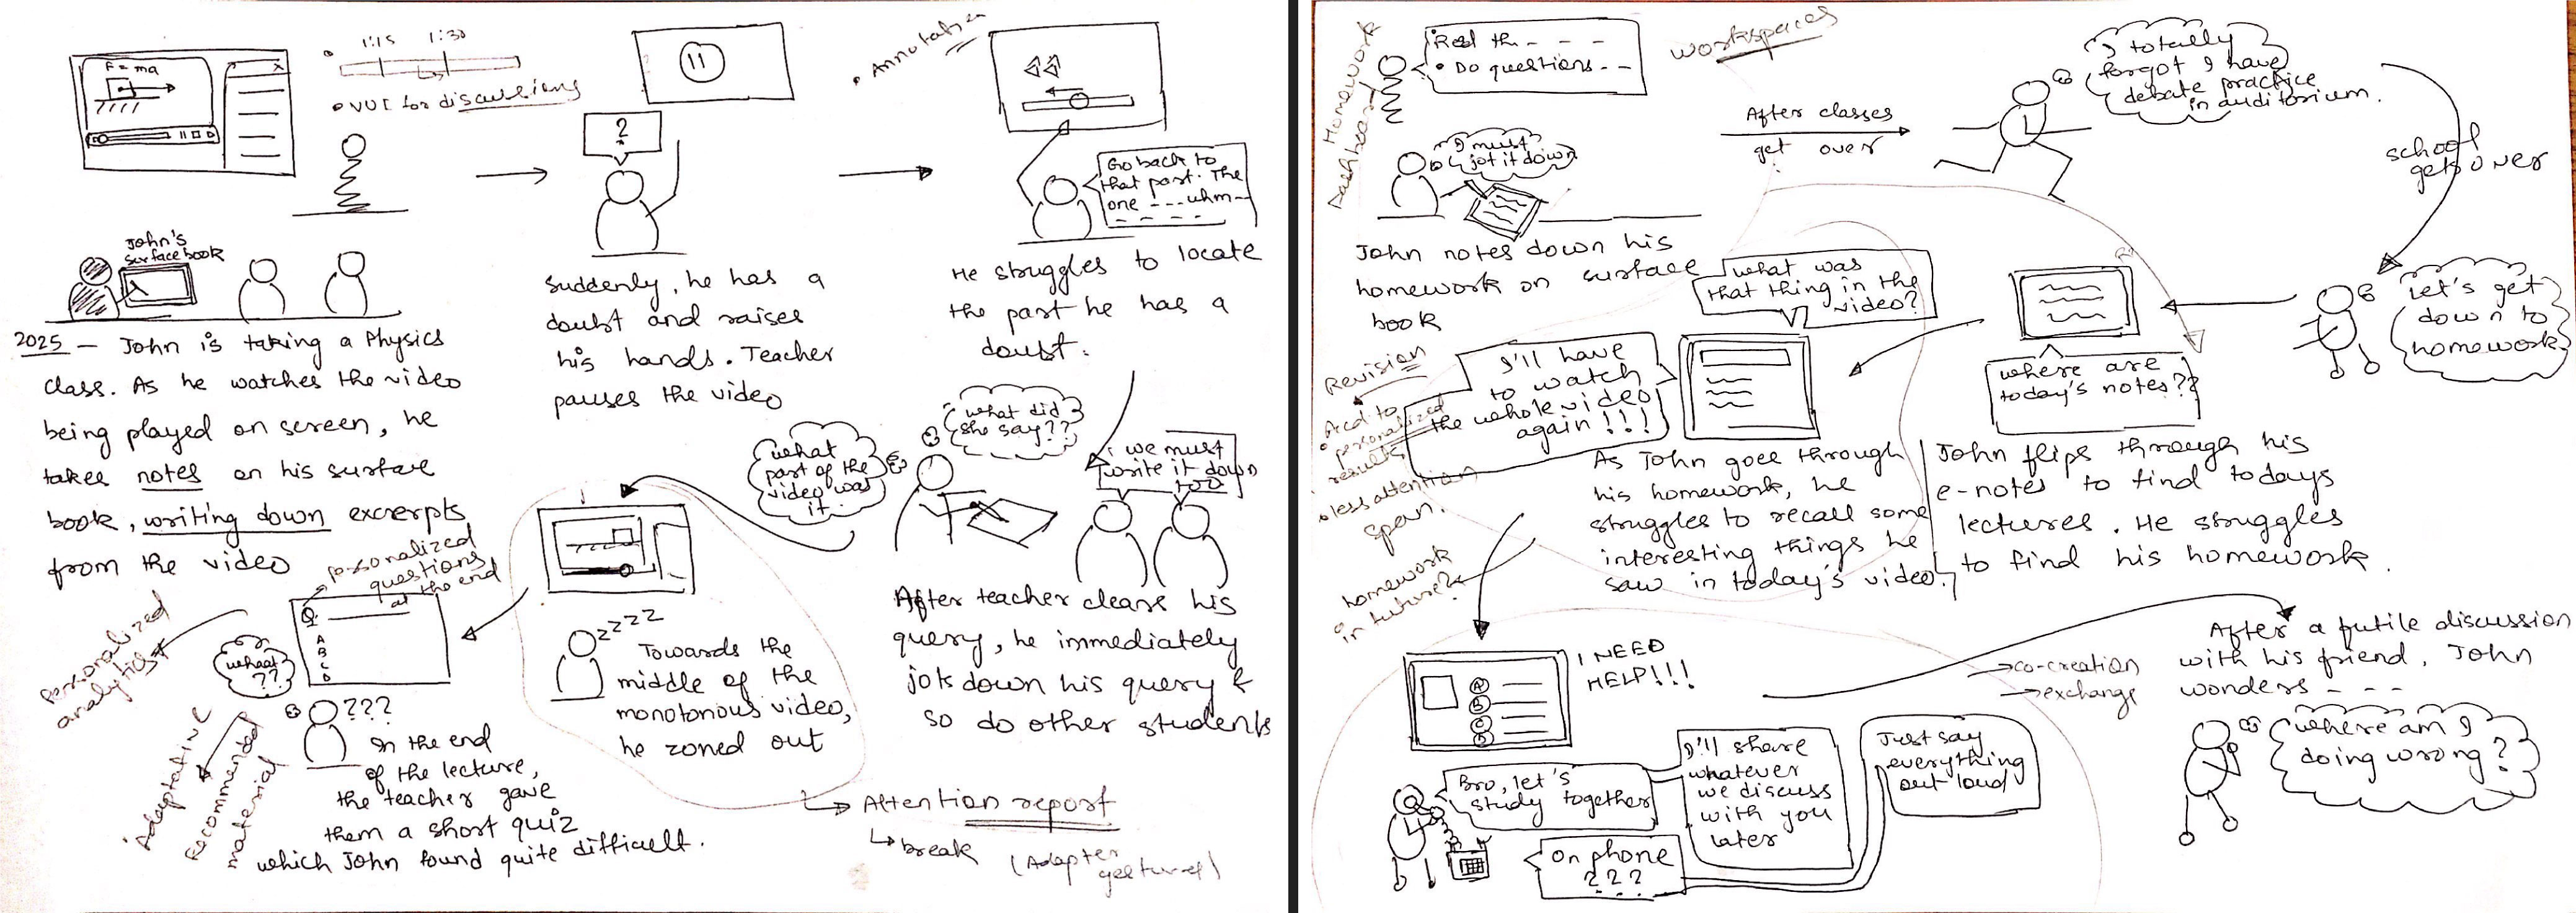 F = ma
x
1:15 1:30
• VUI for discussions
John's
surface book
2025 — John is taking a Physics
class. As he watches the video
being played on screen, he
takes notes on his surface
book, writing down excerpts
from the video
?
Suddenly, he has a
doubt and raises
his hands. Teacher
pauses the video
• Annotation
Go back to
that part. The
one ---uhm--
- - - -
He struggles to locate
the part he has a
doubt.
what did
she say??
we must
write it down
too
After teacher clears his
query, he immediately
jots down his query &
so do other students
what
part of the
video was
it.
zzzz
Towards the
middle of the
monotonous video,
he zoned out
Attention report
break
(Adapter
gestures)
personalized
questions
at the end
Q.
A
B
C
D
Personalized
analytics
whaat
??
???
In the end
of the lecture,
the teacher gave
them a short quiz
which John found quite difficult.
Adaptative
Recommended
material
Homework
Dashboard
• Read the - - -
• Do questions - -
I must
jot it down
John notes down his
homework on surface
book
workspaces
After classes
get over
I totally
forgot I have
debate practice
in auditorium.
school
gets over
Let's get
down to
homework
where are
today's notes??
John flips through his
e-notes to find todays
lectures. He struggles
to find his homework.
what was
that thing in the
video?
I'll have
to watch
the whole video
again!!!
As John goes through
his homework, he
struggles to recall some
interesting things he
saw in today's video.
Revision
Acd to
• personalized
results
• less attention
span.
homework
in future?
A
B
C
D
I NEED
HELP!!!
Bro, let's
study together
I'll share
whatever
we discuss
with you
later
On phone
???
Just say
everything
out loud
→co-creation
→exchange
After a futile discussion
with his friend, John
wonders - - -
where am I
doing wrong?